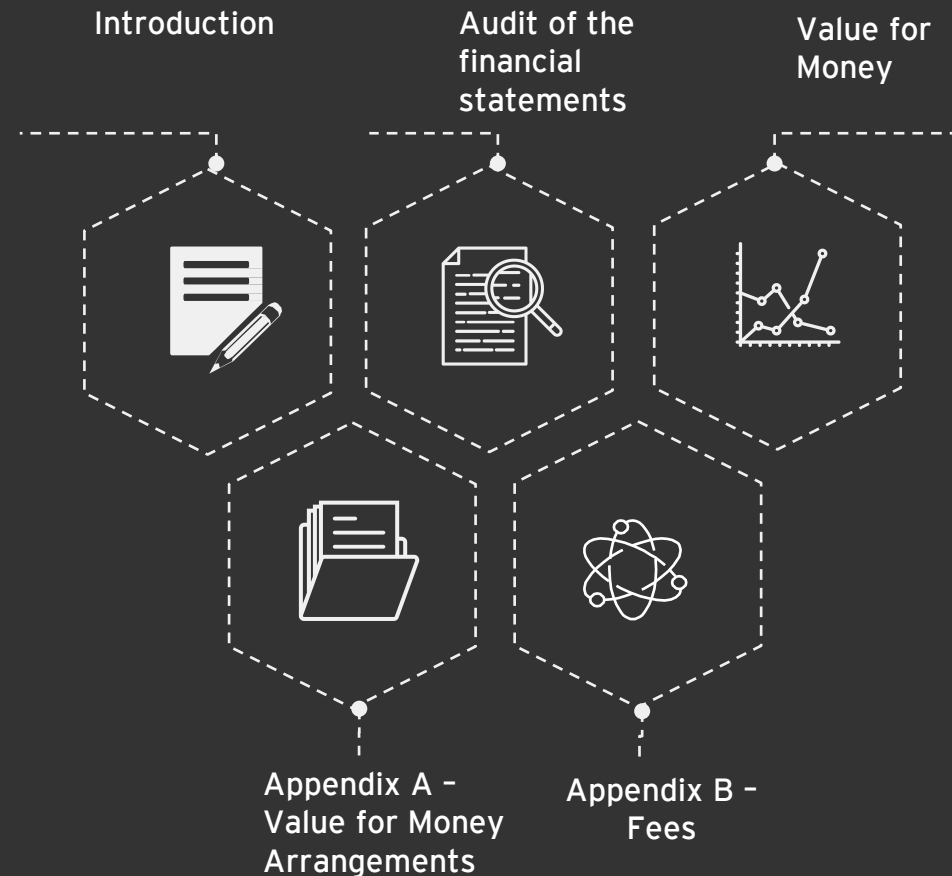 Introduction
Audit of the
financial
statements
Value for
Money
Appendix A –
Value for Money
Arrangements
Appendix B –
Fees